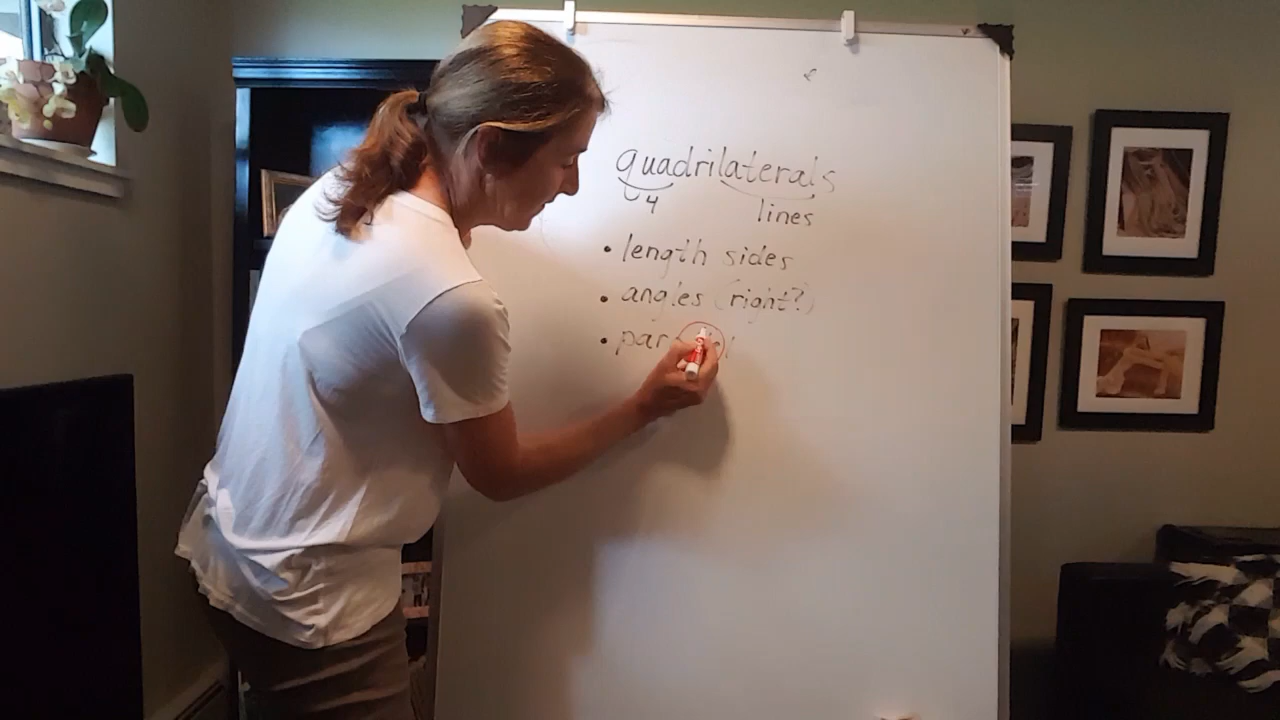 quadrilaterals
4 lines
• length sides
• angles (right?)
•